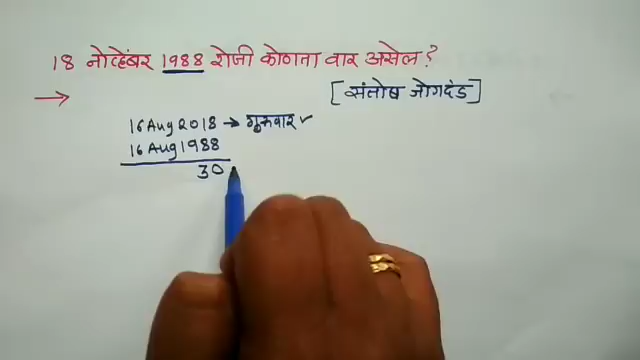 18 नोव्हेंबर 1988 रोजी कोणता वार असेल?
→ [संतोष जोगदंड]
16 Aug 2018 → गुरुवार ✓
16 Aug 1988
30